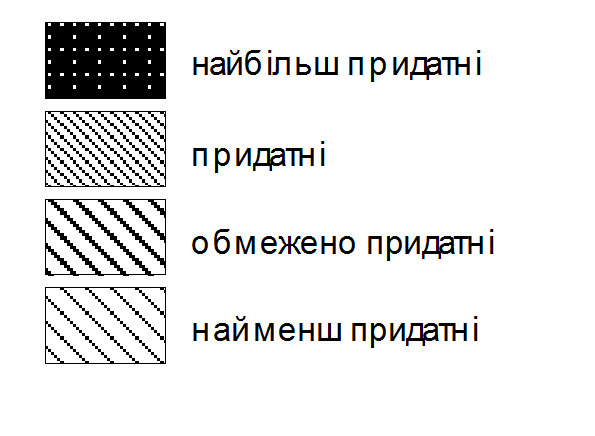 найбільш придатні
придатні
обмежено придатні
найменш придатні